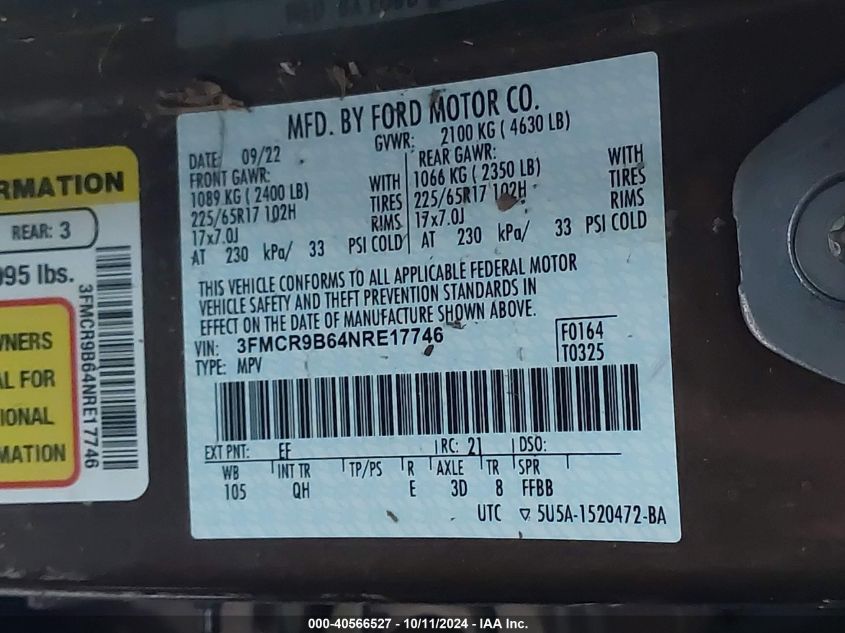 RMATION
REAR: 3
095 lbs.
3FMCR9B64NRE17746
WNERS
AL FOR
IONAL
MATION
MFD. BY FORD MOTOR CO.
DATE: 09/22 GVWR: 2100 KG ( 4630 LB)
FRONT GAWR: REAR GAWR:
1089 KG ( 2400 LB) WITH 1066 KG ( 2350 LB) WITH
225/65R17 102H TIRES 225/65R17 102H TIRES
17x7.0J RIMS 17x7.0J RIMS
AT 230 kPa/ 33 PSI COLD AT 230 kPa/ 33 PSI COLD
THIS VEHICLE CONFORMS TO ALL APPLICABLE FEDERAL MOTOR
VEHICLE SAFETY AND THEFT PREVENTION STANDARDS IN
EFFECT ON THE DATE OF MANUFACTURE SHOWN ABOVE.
VIN: 3FMCR9B64NRE17746 F0164
TYPE: MPV T0325
EXT PNT: EF RC: 21 DSO:
WB INT TR TP/PS R AXLE TR SPR
105 QH E 3D 8 FFBB
UTC ▽ 5U5A-1520472-BA
000-40566527 - 10/11/2024 - IAA Inc.